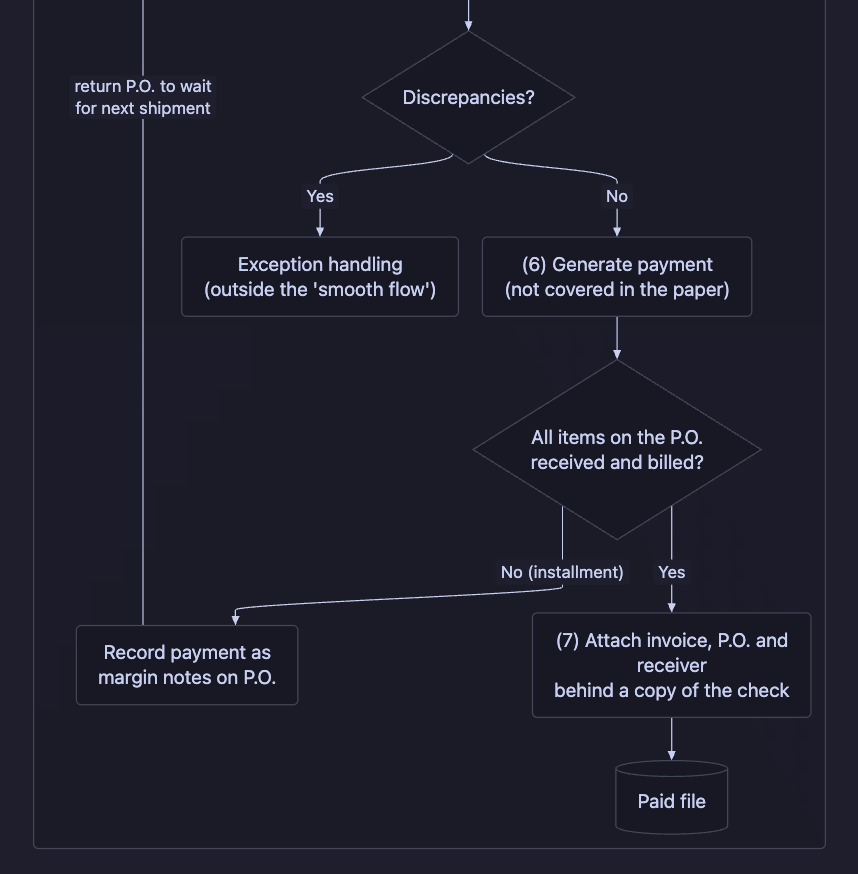 return P.O. to wait
for next shipment
Discrepancies?
Yes
No
Exception handling
(outside the 'smooth flow')
(6) Generate payment
(not covered in the paper)
All items on the P.O.
received and billed?
No (installment)
Yes
Record payment as
margin notes on P.O.
(7) Attach invoice, P.O. and
receiver
behind a copy of the check
Paid file